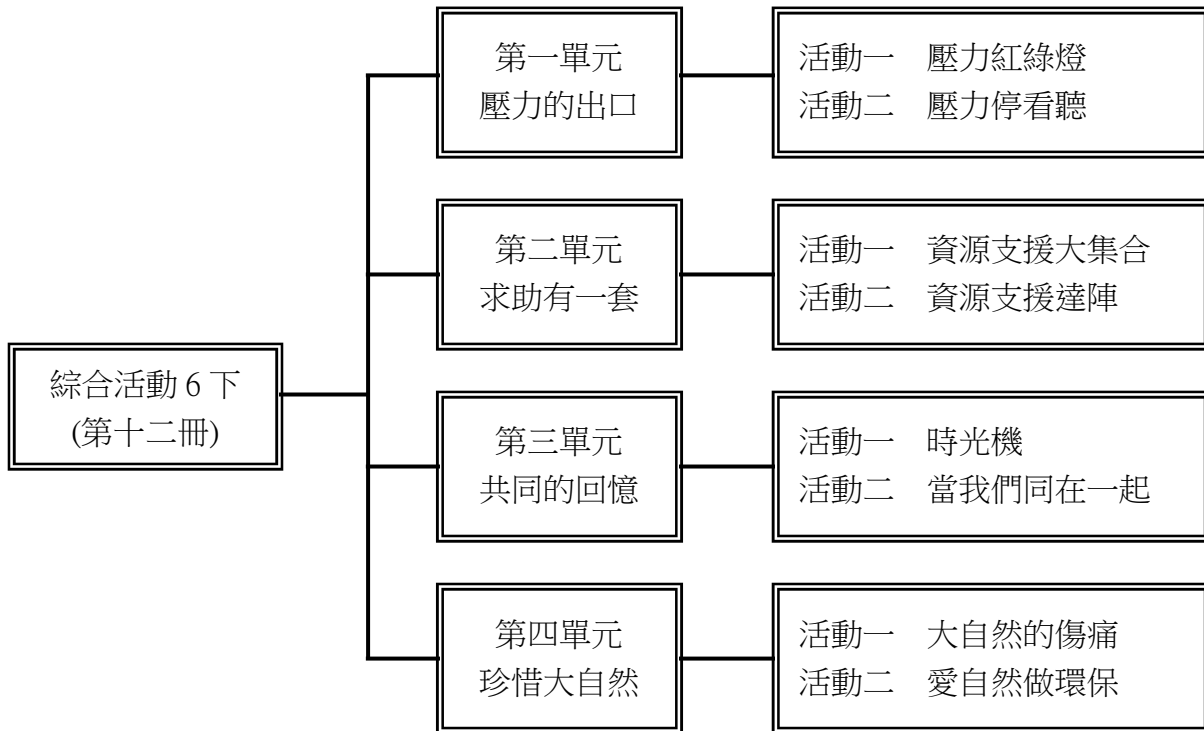 綜合活動 6 下
(第十二冊)
第一單元
壓力的出口
活動一　壓力紅綠燈
活動二　壓力停看聽
第二單元
求助有一套
活動一　資源支援大集合
活動二　資源支援達陣
第三單元
共同的回憶
活動一　時光機
活動二　當我們同在一起
第四單元
珍惜大自然
活動一　大自然的傷痛
活動二　愛自然做環保